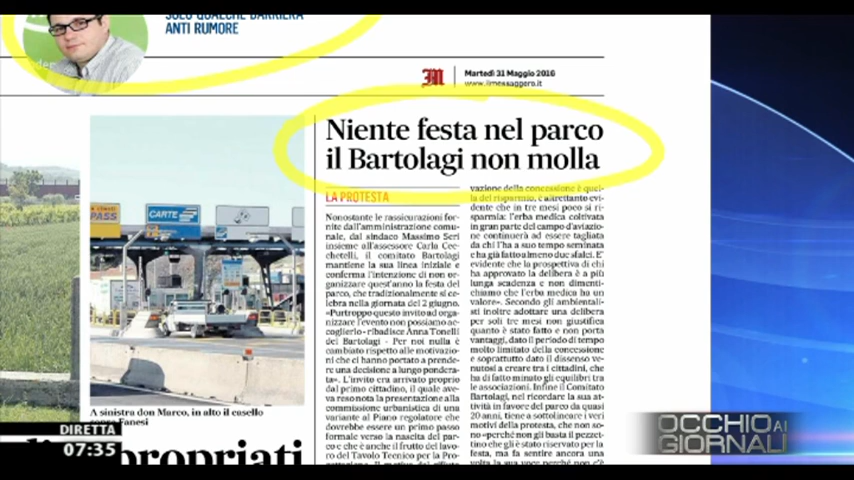 SOLO QUALCHE BARRIERA
ANTI RUMORE
M
Martedì 31 Maggio 2016
www.ilmessaggero.it
Niente festa nel parco
il Bartolagi non molla
LA PROTESTA
Nonostante le rassicurazioni for-
nite dall'amministrazione comu-
nale, dal sindaco Massimo Seri
insieme all'assessore Carla Cec-
chetelli, il comitato Bartolagi
mantiene la sua linea iniziale e
conferma l'intenzione di non or-
ganizzare quest'anno la festa del
parco, che tradizionalmente si ce-
lebra nella giornata del 2 giugno.
«Purtroppo questo invito ad or-
ganizzare l'evento non possiamo ac-
coglierlo - ribadisce Anna Tonelli
del Bartolagi - Per noi nulla è
cambiato rispetto alle motivazio-
ni che ci hanno portato a prende-
re una decisione a lungo pondera-
ta». L'invito era arrivato proprio
dal primo cittadino, il quale ave-
va reso nota la presentazione alla
commissione urbanistica di una
variante al Piano regolatore che
dovrebbe essere un primo passo
formale verso la nascita del par-
co e che è anche il frutto del lavo-
ro del Tavolo Tecnico per la Pro-
vazione della concessione è quel-
la del risparmio, è altrettanto evi-
dente che in tre mesi poco si ri-
sparmia: l'erba medica coltivata
in gran parte del campo d'aviazio-
ne continuerà ad essere tagliata
da chi l'ha a suo tempo seminata
e ha già fatto almeno due sfalci. E'
evidente che la prospettiva di chi
ha approvato la delibera è a più
lunga scadenza e non dimenti-
chiamo che l'erba medica ha un
valore». Secondo gli ambientali-
sti inoltre adottare una delibera
per soli tre mesi non giustifica
quanto è stato fatto e non porta
vantaggi, dato il periodo di tempo
molto limitato della concessione
e soprattutto dato il dissenso ve-
nutosi a creare tra i cittadini, che
ha di fatto minato gli equilibri tra
le associazioni. Infine il Comitato
Bartolagi, nel ricordare la sua at-
tività in favore del parco da quasi
20 anni, tiene a sottolineare i veri
motivi della protesta, che non so-
no «perché non gli basta il pezzet-
tino che gli è stato riservato per la
festa, ma fa sentire ancora una
volta la sua voce perché non c'è
PASS
CARTE
A sinistra don Marco, in alto il casello
Fanesi
propriati
DIRETTA
07:35
OCCHIO AI
GIORNALI